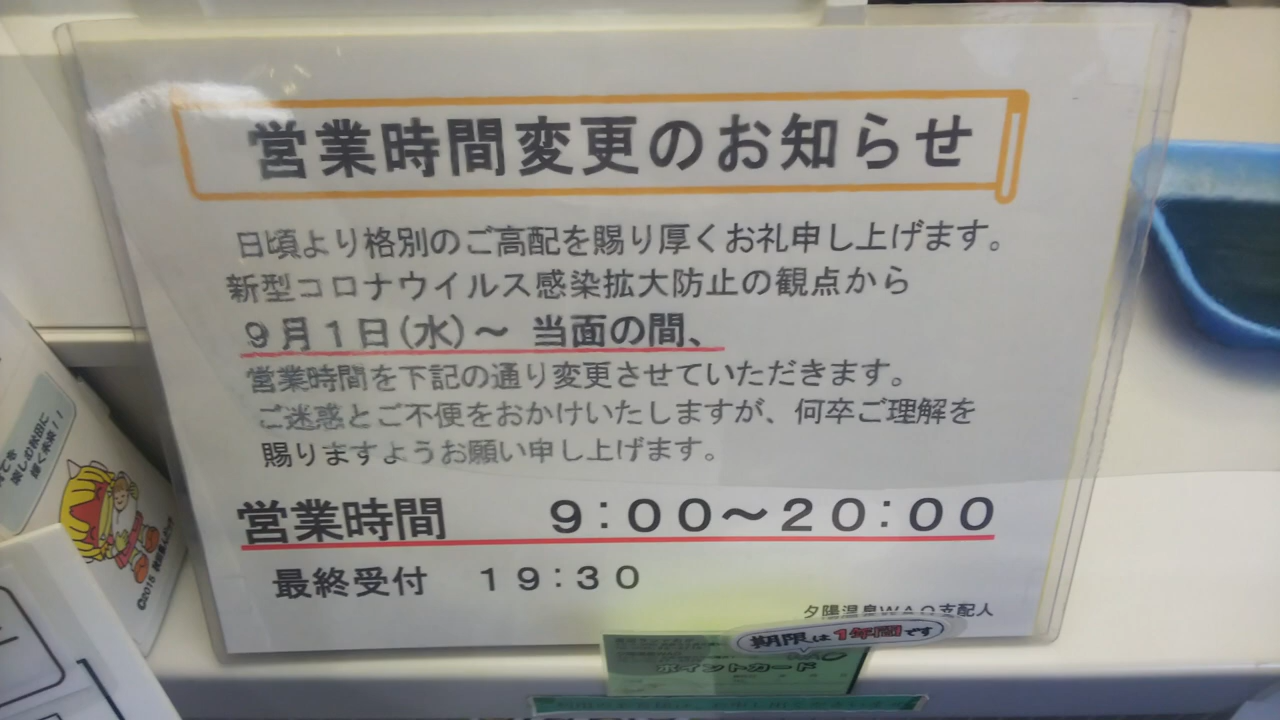 営業時間変更のお知らせ
日頃より格別のご高配を賜り厚くお礼申し上げます。
新型コロナウイルス感染拡大防止の観点から
9月1日(水)～ 当面の間、
営業時間を下記の通り変更させていただきます。
ご迷惑とご不便をおかけいたしますが、何卒ご理解を
賜りますようお願い申し上げます。
営業時間 9:00～20:00
最終受付 19:30
夕陽温泉WAO支配人
期限は1年間です
ポイントカード
©2015